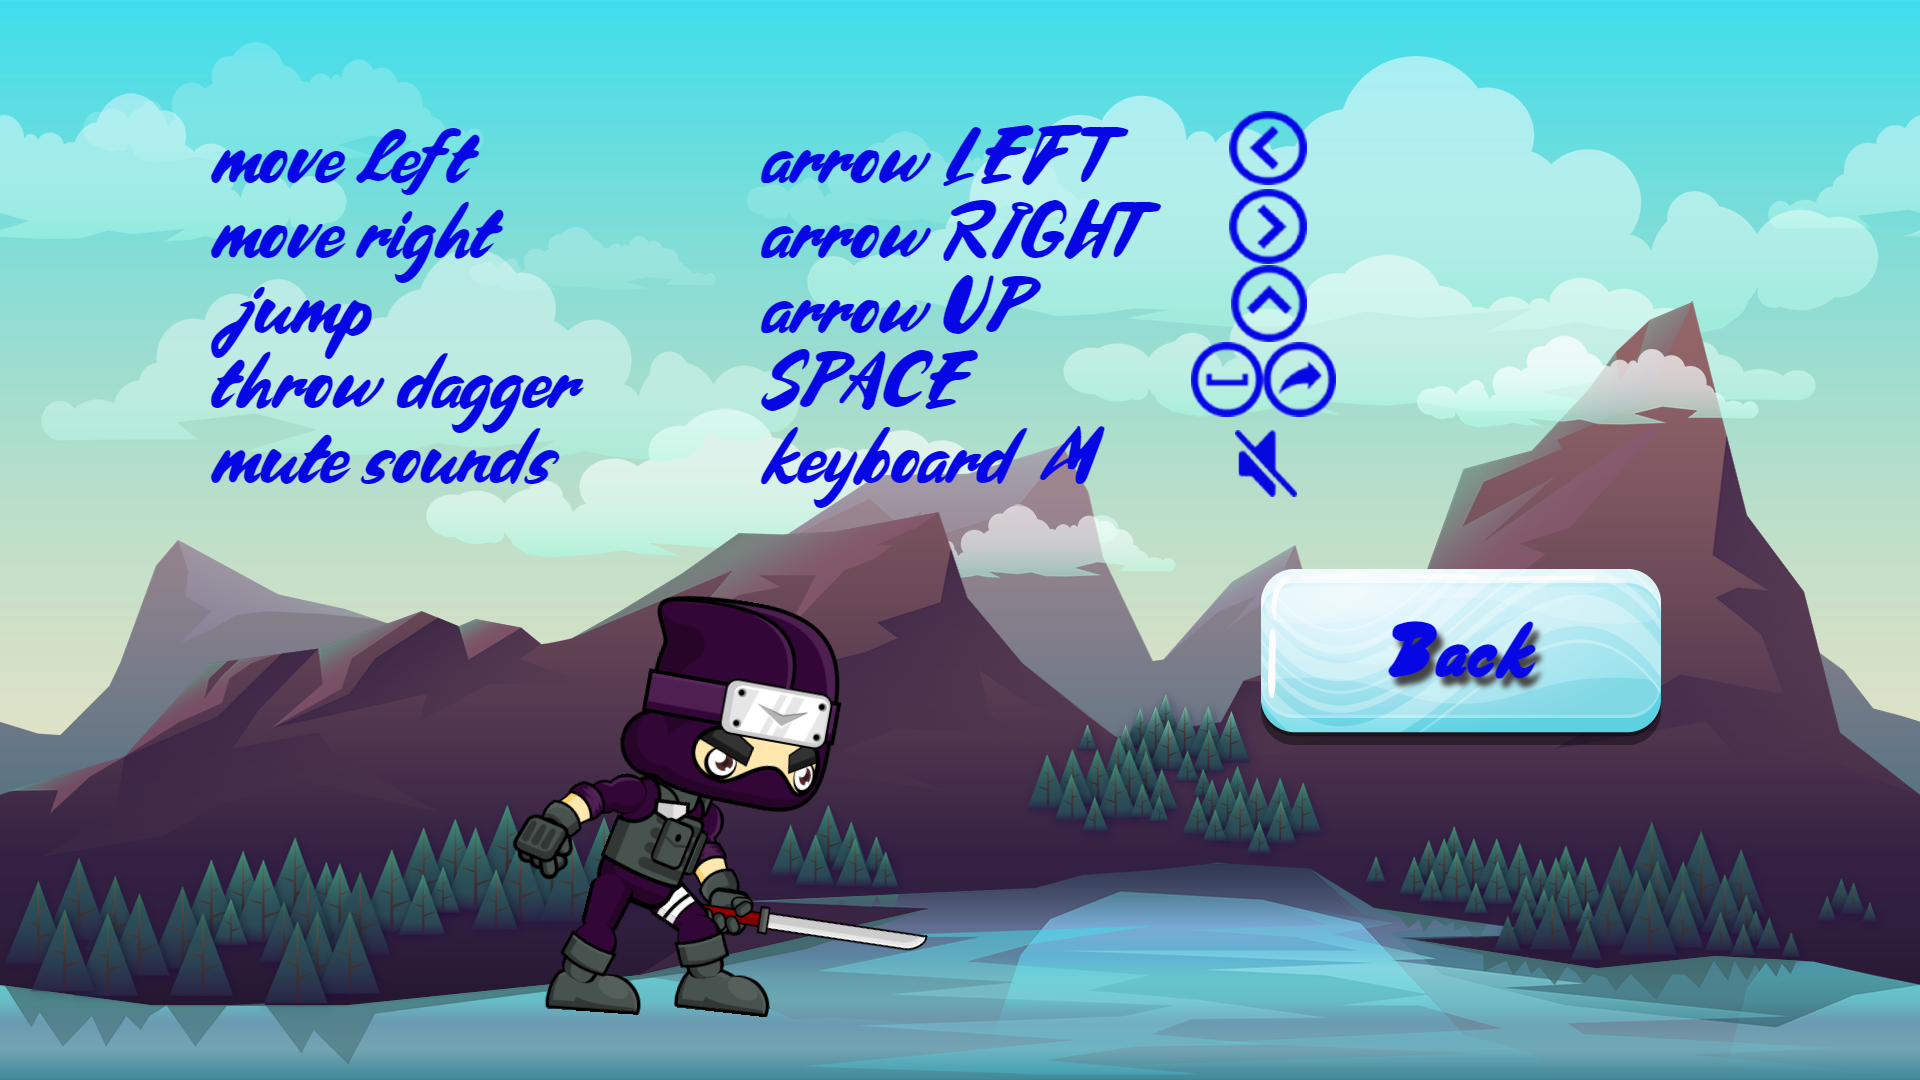 move left arrow LEFT
move right arrow RIGHT
jump arrow UP
throw dagger SPACE
mute sounds keyboard M
Back